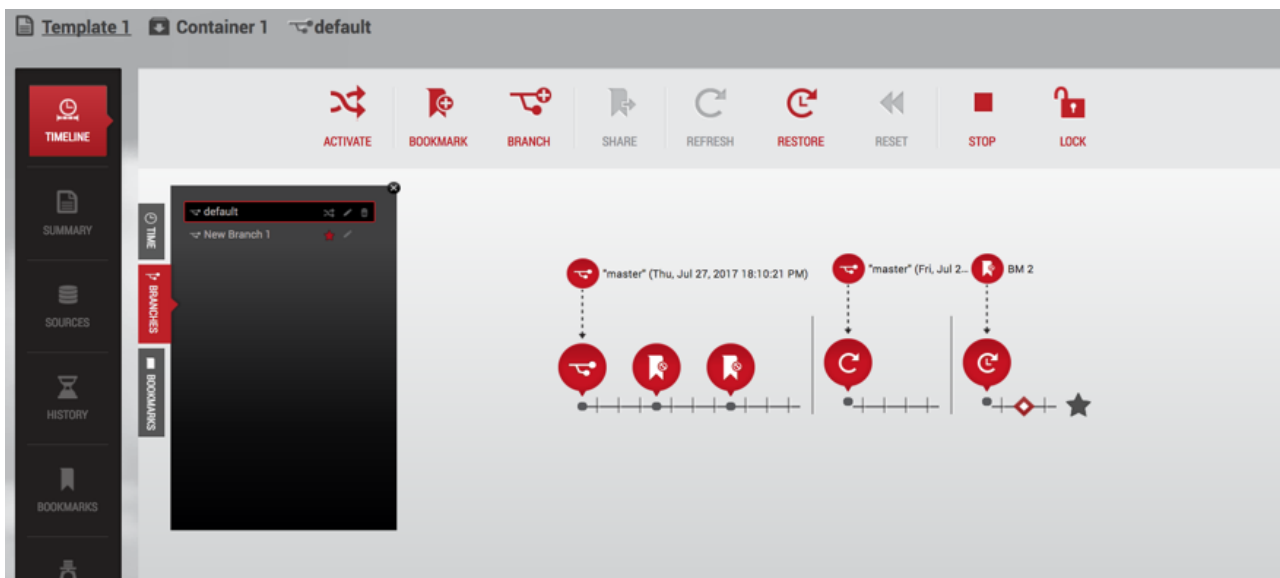 Template 1 Container 1 default
TIMELINE
SUMMARY
SOURCES
HISTORY
BOOKMARKS
ACTIVATE BOOKMARK BRANCH SHARE REFRESH RESTORE RESET STOP LOCK
TIME
BRANCHES
BOOKMARKS
default
New Branch 1
"master" (Thu, Jul 27, 2017 18:10:21 PM) "master" (Fri, Jul 2... BM 2